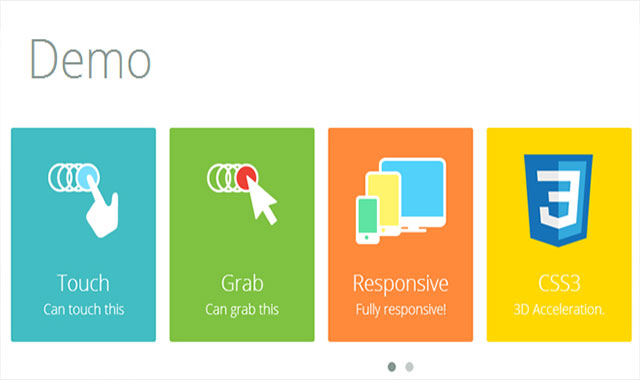 Demo
Touch
Can touch this
Grab
Can grab this
Responsive
Fully responsive!
3
CSS3
3D Acceleration.